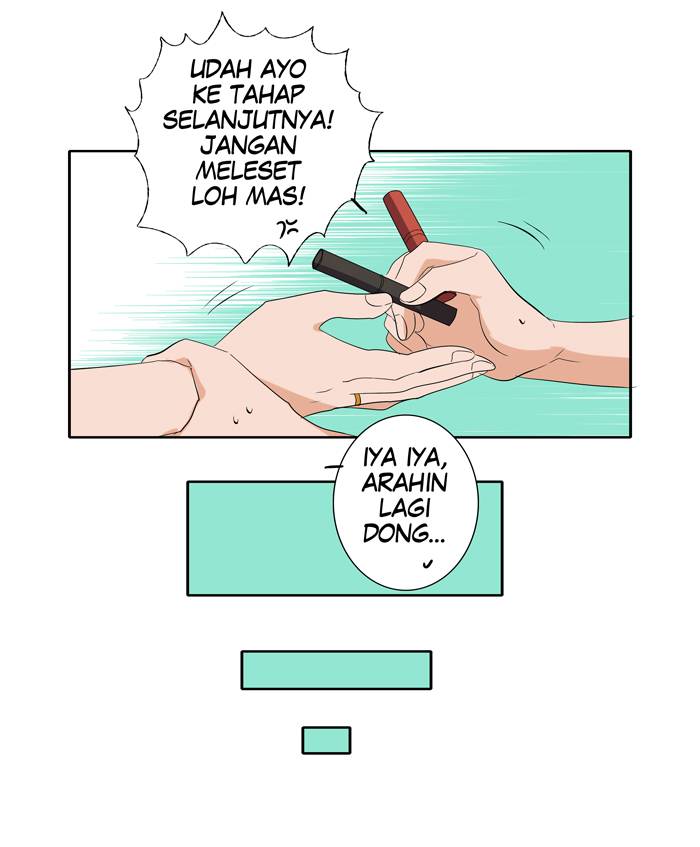 UDAH AYO
KE TAHAP
SELANJUTNYA!
JANGAN
MELESET
LOH MAS!
IYA IYA,
ARAHIN
LAGI
DONG...